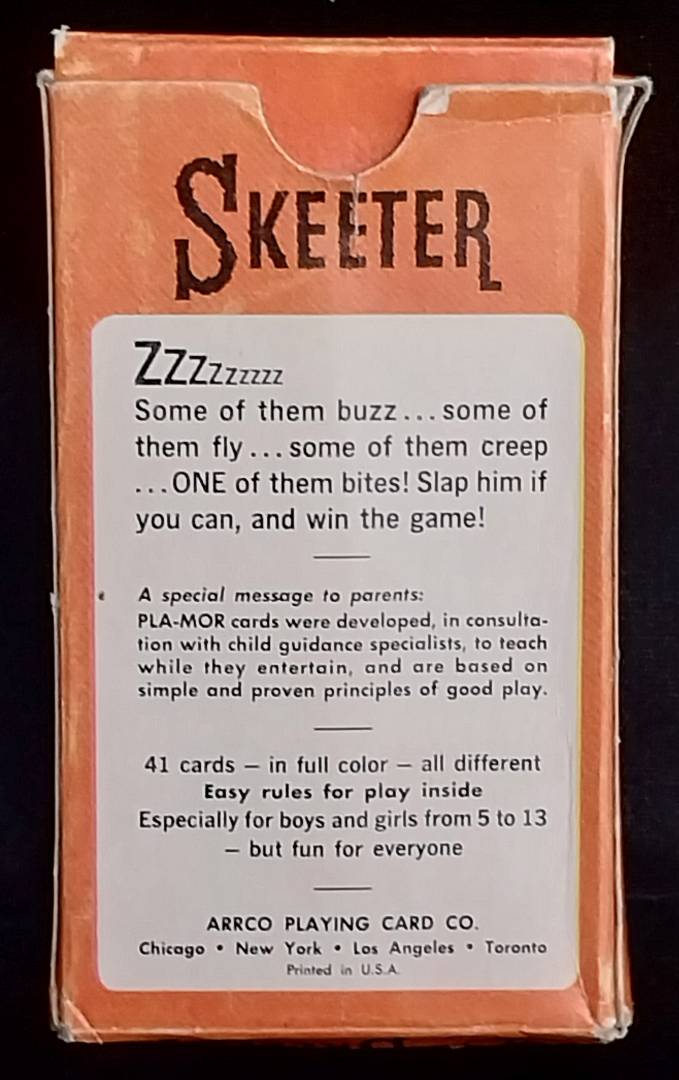 SKEETER
ZZZzzzzzz
Some of them buzz...some of
them fly...some of them creep
...ONE of them bites! Slap him if
you can, and win the game!
A special message to parents:
PLA-MOR cards were developed, in consulta-
tion with child guidance specialists, to teach
while they entertain, and are based on
simple and proven principles of good play.
41 cards – in full color – all different
Easy rules for play inside
Especially for boys and girls from 5 to 13
– but fun for everyone
ARRCO PLAYING CARD CO.
Chicago • New York • Los Angeles • Toronto
Printed in U.S.A.